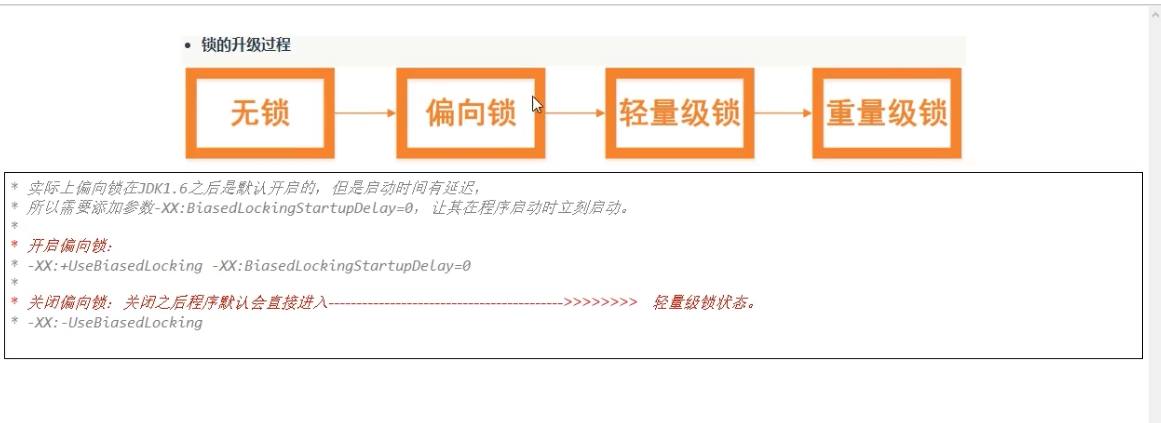 • 锁的升级过程
无锁 偏向锁 轻量级锁 重量级锁
* 实际上偏向锁在JDK1.6之后是默认开启的，但是启动时间有延迟，
* 所以需要添加参数-XX:BiasedLockingStartupDelay=0，让其在程序启动时立刻启动。
*
* 开启偏向锁：
* -XX:+UseBiasedLocking -XX:BiasedLockingStartupDelay=0
*
* 关闭偏向锁：关闭之后程序默认会直接进入------------------------------------------>>>>>>>> 轻量级锁状态。
* -XX:-UseBiasedLocking